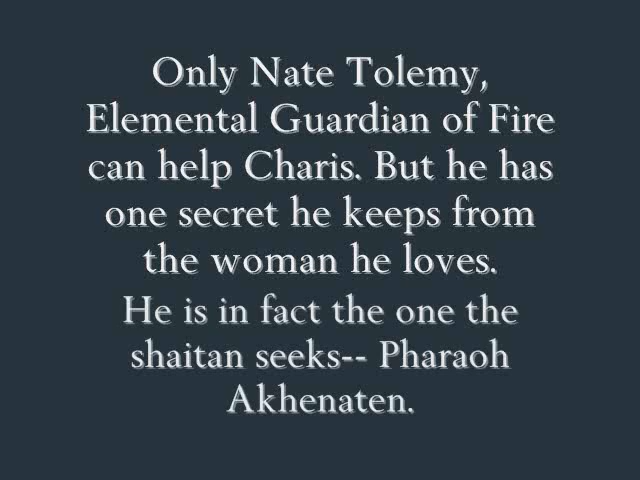 Only Nate Tolemy,
Elemental Guardian of Fire
can help Charis. But he has
one secret he keeps from
the woman he loves.
He is in fact the one the
shaitan seeks-- Pharaoh
Akhenaten.